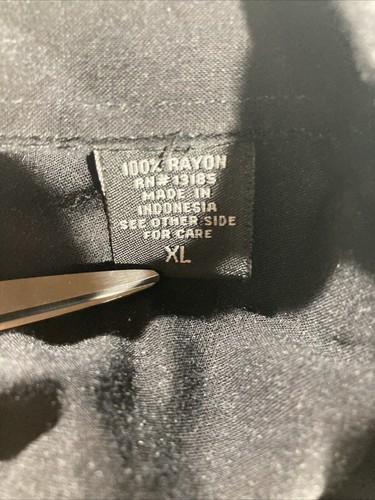 100% RAYON
RN# 13185
MADE IN
INDONESIA
SEE OTHER SIDE
FOR CARE
XL